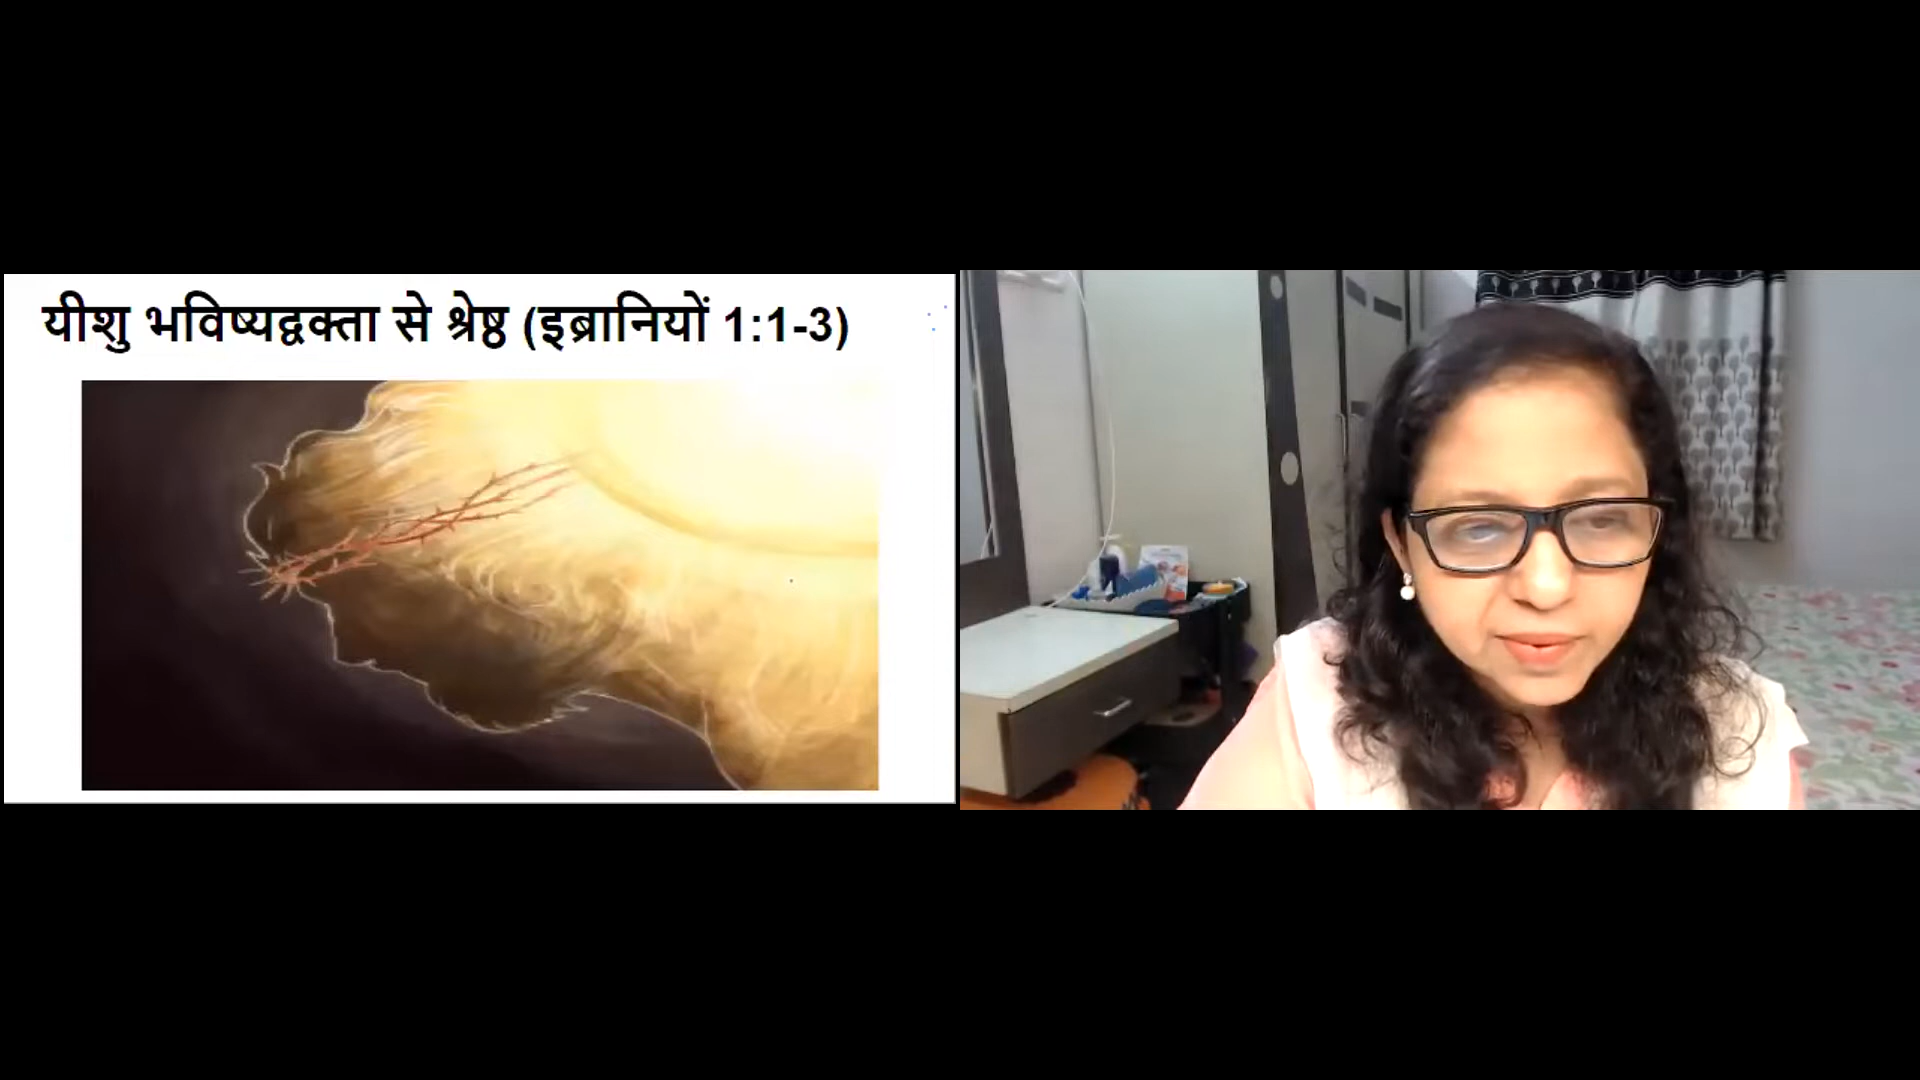 यीशु भविष्यद्वक्ता से श्रेष्ठ (इब्रानियों 1:1-3)